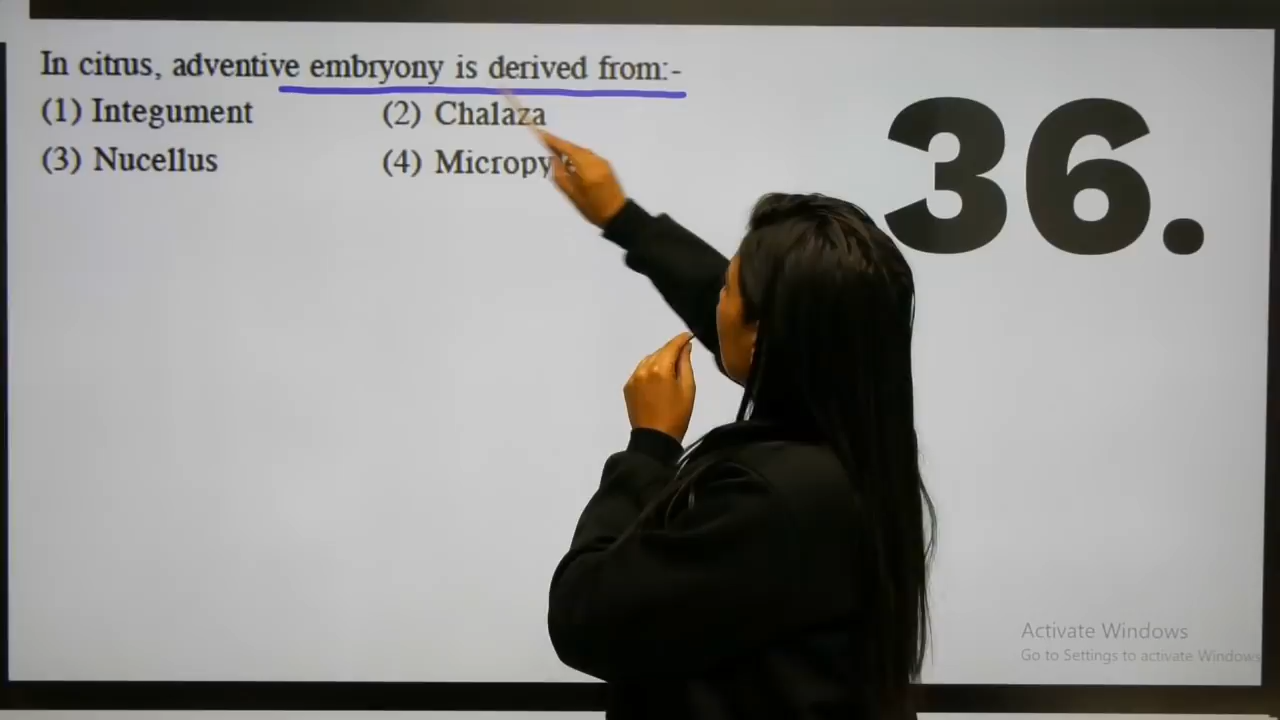 In citrus, adventive embryony is derived from:-
(1) Integument (2) Chalaza
(3) Nucellus (4)
36.
Activate Windows
Go to Settings to activate Windows